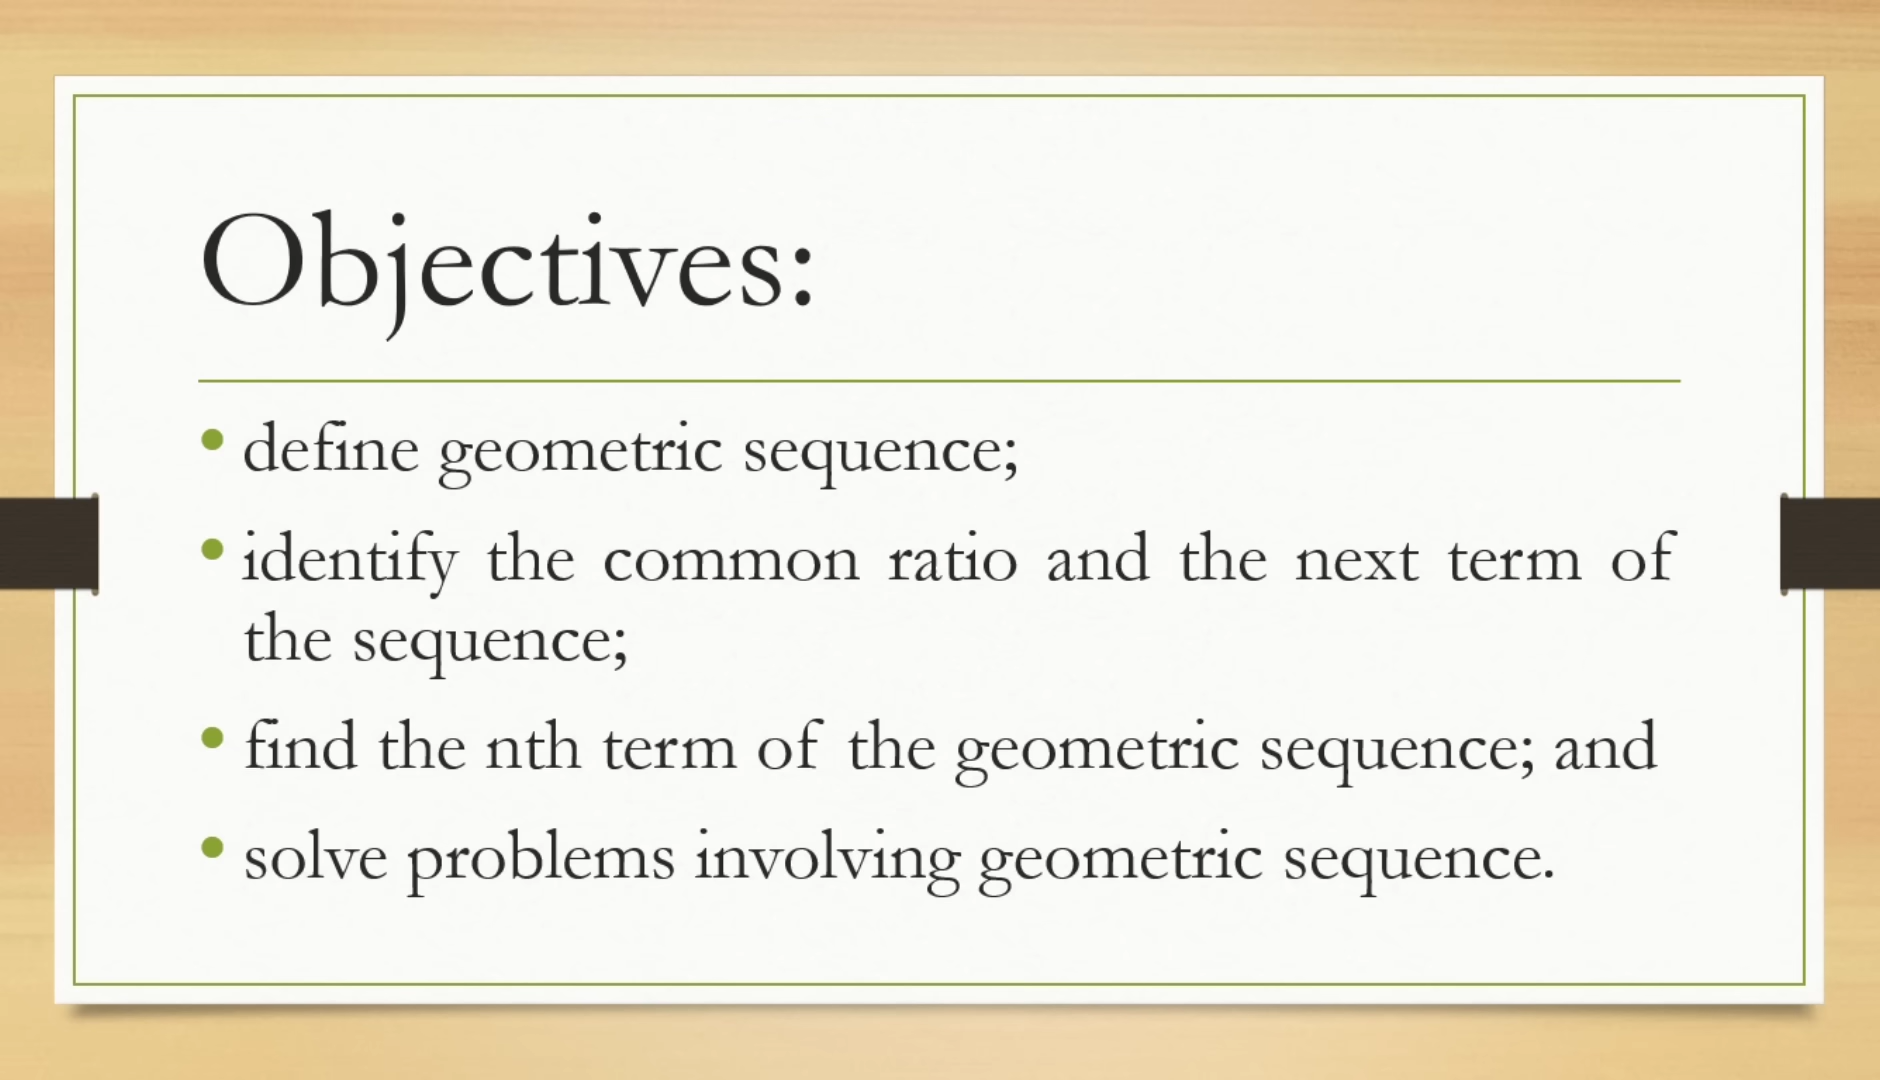 Objectives:
• define geometric sequence;
• identify the common ratio and the next term of
the sequence;
• find the nth term of the geometric sequence; and
• solve problems involving geometric sequence.